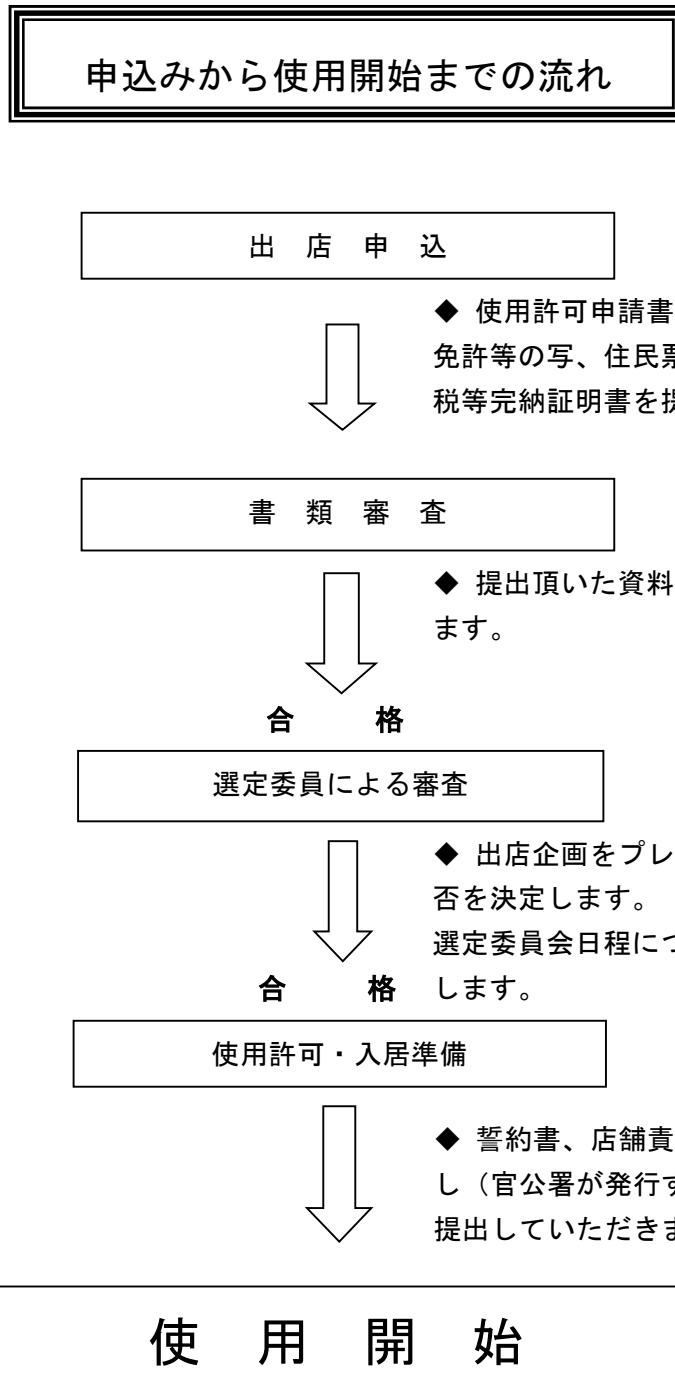 申込みから使用開始までの流れ
出　店　申　込
◆ 使用許可申請書
免許等の写、住民票
税等完納証明書を提
書　類　審　査
◆ 提出頂いた資料
ます。
合　　格
選定委員による審査
◆ 出店企画をプレ
否を決定します。
選定委員会日程につ
合　　格
します。
使用許可・入居準備
◆ 誓約書、店舗責
し（官公署が発行す
提出していただきま
使　用　開　始